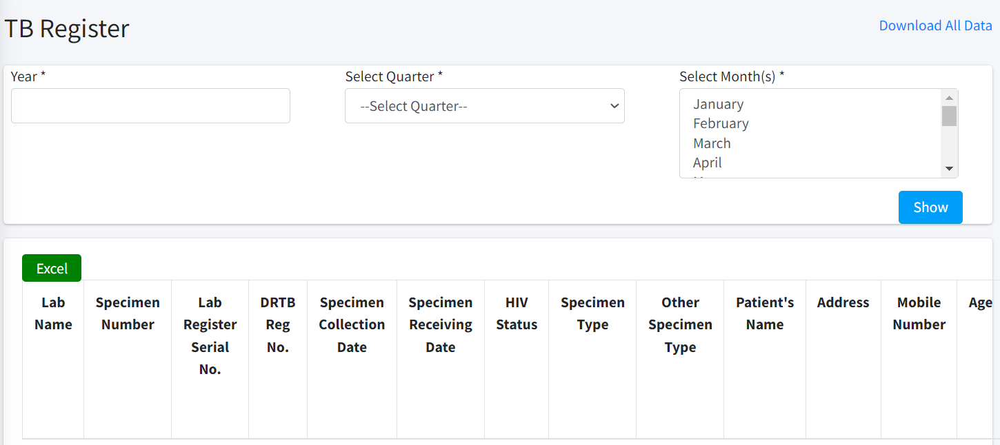 TB Register
Download All Data
Year *
Select Quarter *
Select Month(s) *
--Select Quarter--
January
February
March
April
Show
Excel
Lab Name
Specimen Number
Lab Register Serial No.
DRTB Reg No.
Specimen Collection Date
Specimen Receiving Date
HIV Status
Specimen Type
Other Specimen Type
Patient's Name
Address
Mobile Number
Age